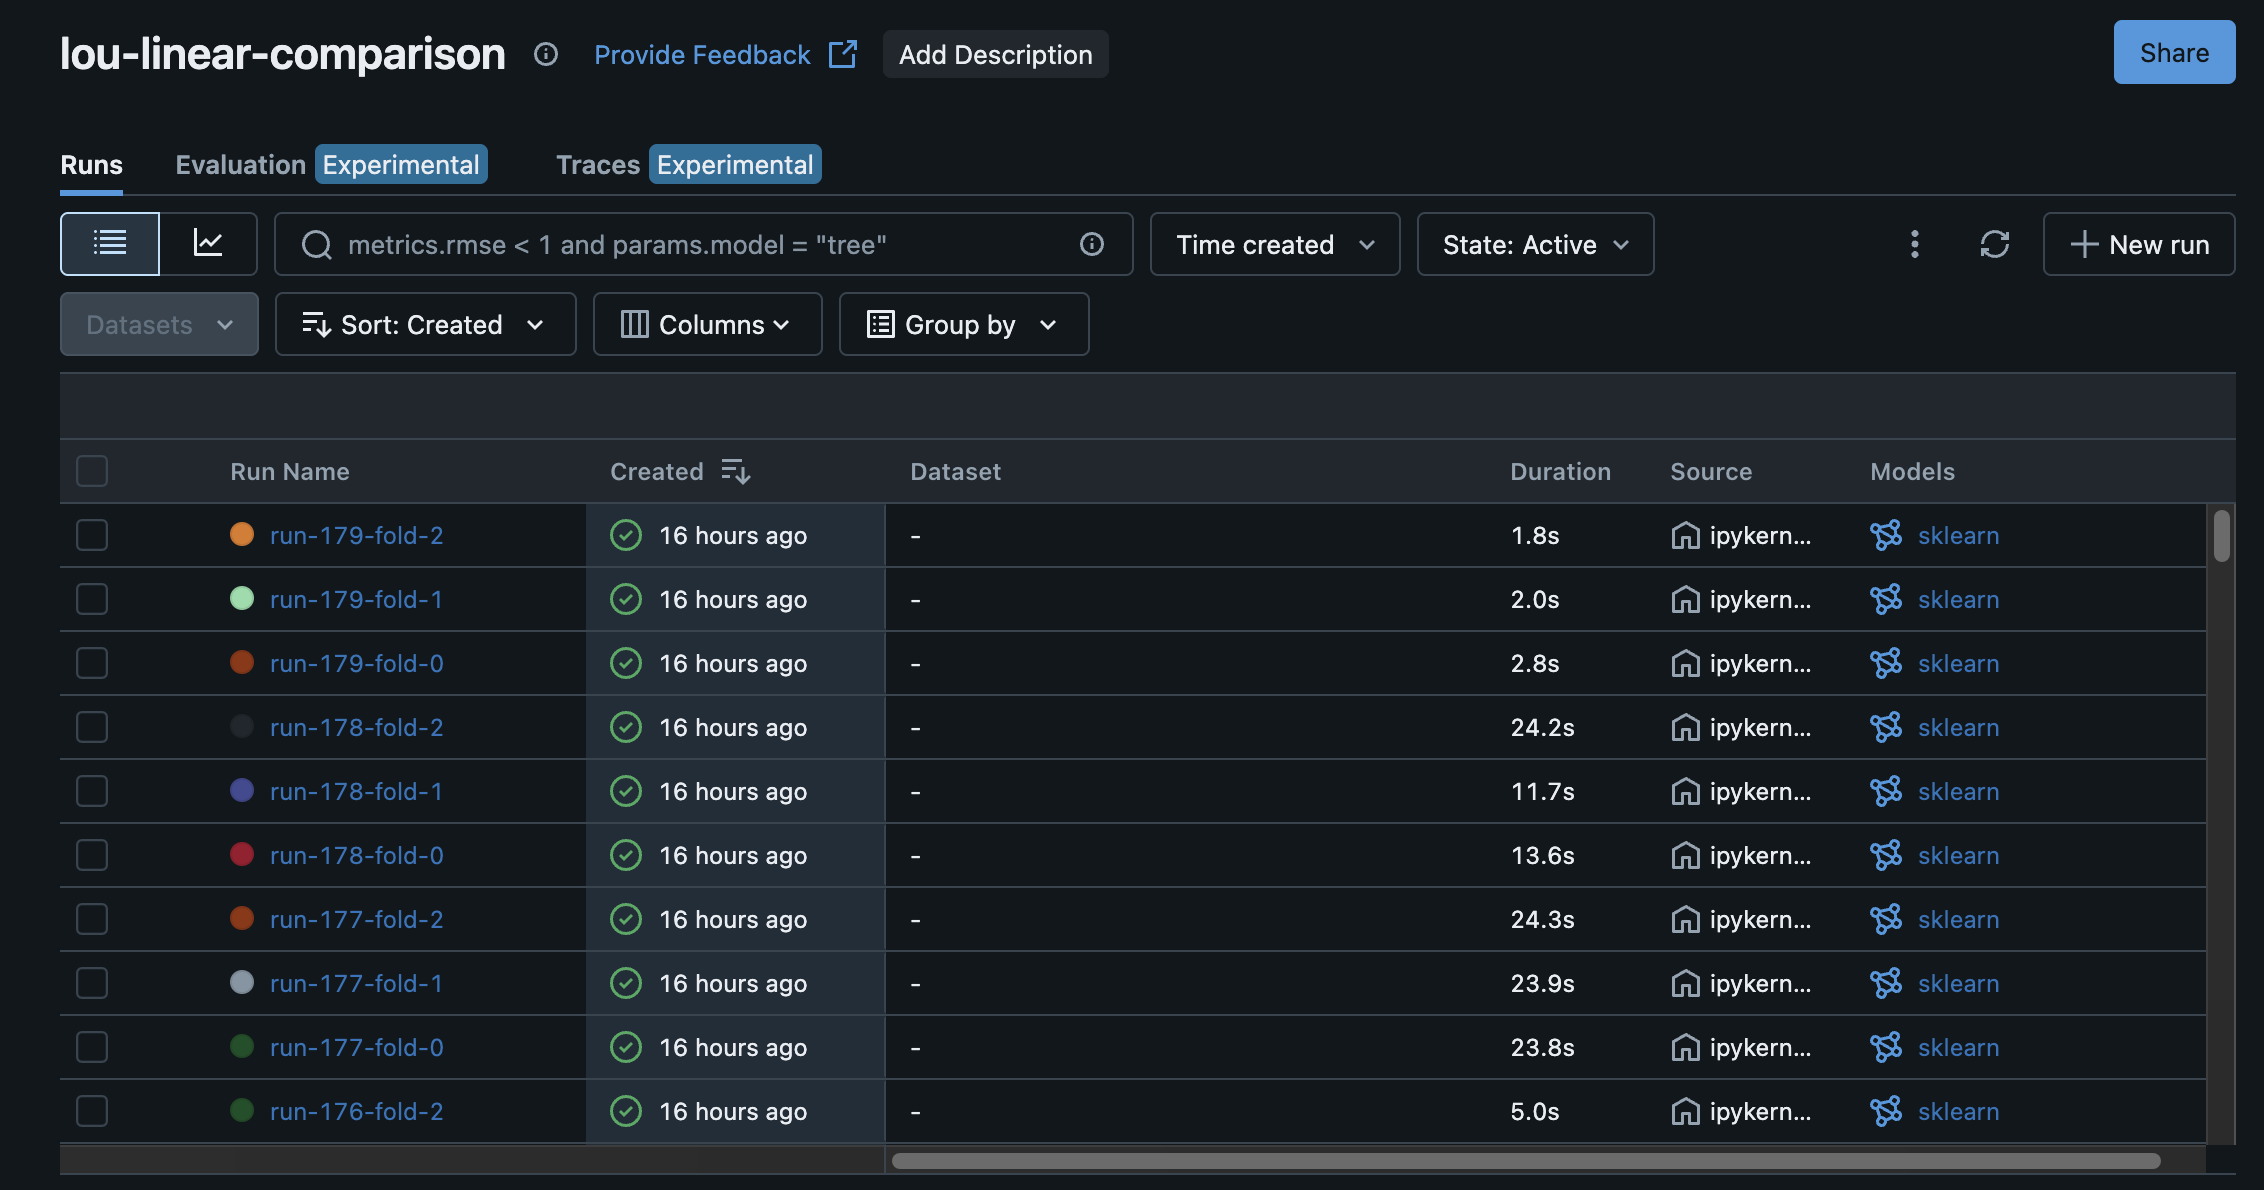 lou-linear-comparison Provide Feedback Add Description Share
Runs Evaluation Experimental Traces Experimental
metrics.rmse < 1 and params.model = "tree" Time created State: Active New run
Datasets Sort: Created Columns Group by
Run Name Created Dataset Duration Source Models
run-179-fold-2 16 hours ago - 1.8s ipykern... sklearn
run-179-fold-1 16 hours ago - 2.0s ipykern... sklearn
run-179-fold-0 16 hours ago - 2.8s ipykern... sklearn
run-178-fold-2 16 hours ago - 24.2s ipykern... sklearn
run-178-fold-1 16 hours ago - 11.7s ipykern... sklearn
run-178-fold-0 16 hours ago - 13.6s ipykern... sklearn
run-177-fold-2 16 hours ago - 24.3s ipykern... sklearn
run-177-fold-1 16 hours ago - 23.9s ipykern... sklearn
run-177-fold-0 16 hours ago - 23.8s ipykern... sklearn
run-176-fold-2 16 hours ago - 5.0s ipykern... sklearn